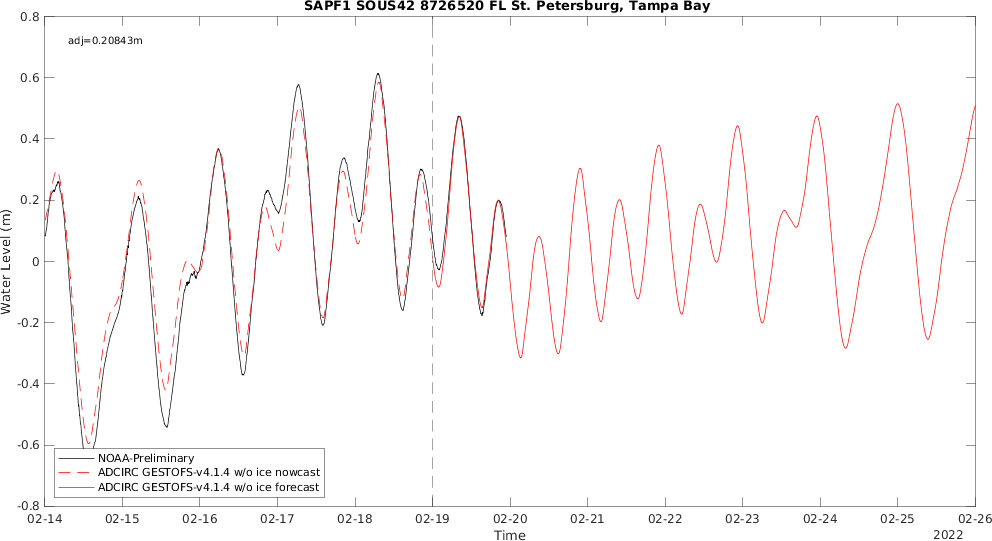 SAPF1 SOUS42 8726520 FL St. Petersburg, Tampa Bay
adj=0.20843m
0.8
0.6
0.4
0.2
0
-0.2
-0.4
-0.6
-0.8
Water Level (m)
NOAA-Preliminary
ADCIRC GESTOFS-v4.1.4 w/o ice nowcast
ADCIRC GESTOFS-v4.1.4 w/o ice forecast
02-14 02-15 02-16 02-17 02-18 02-19 02-20 02-21 02-22 02-23 02-24 02-25 02-26
Time
2022